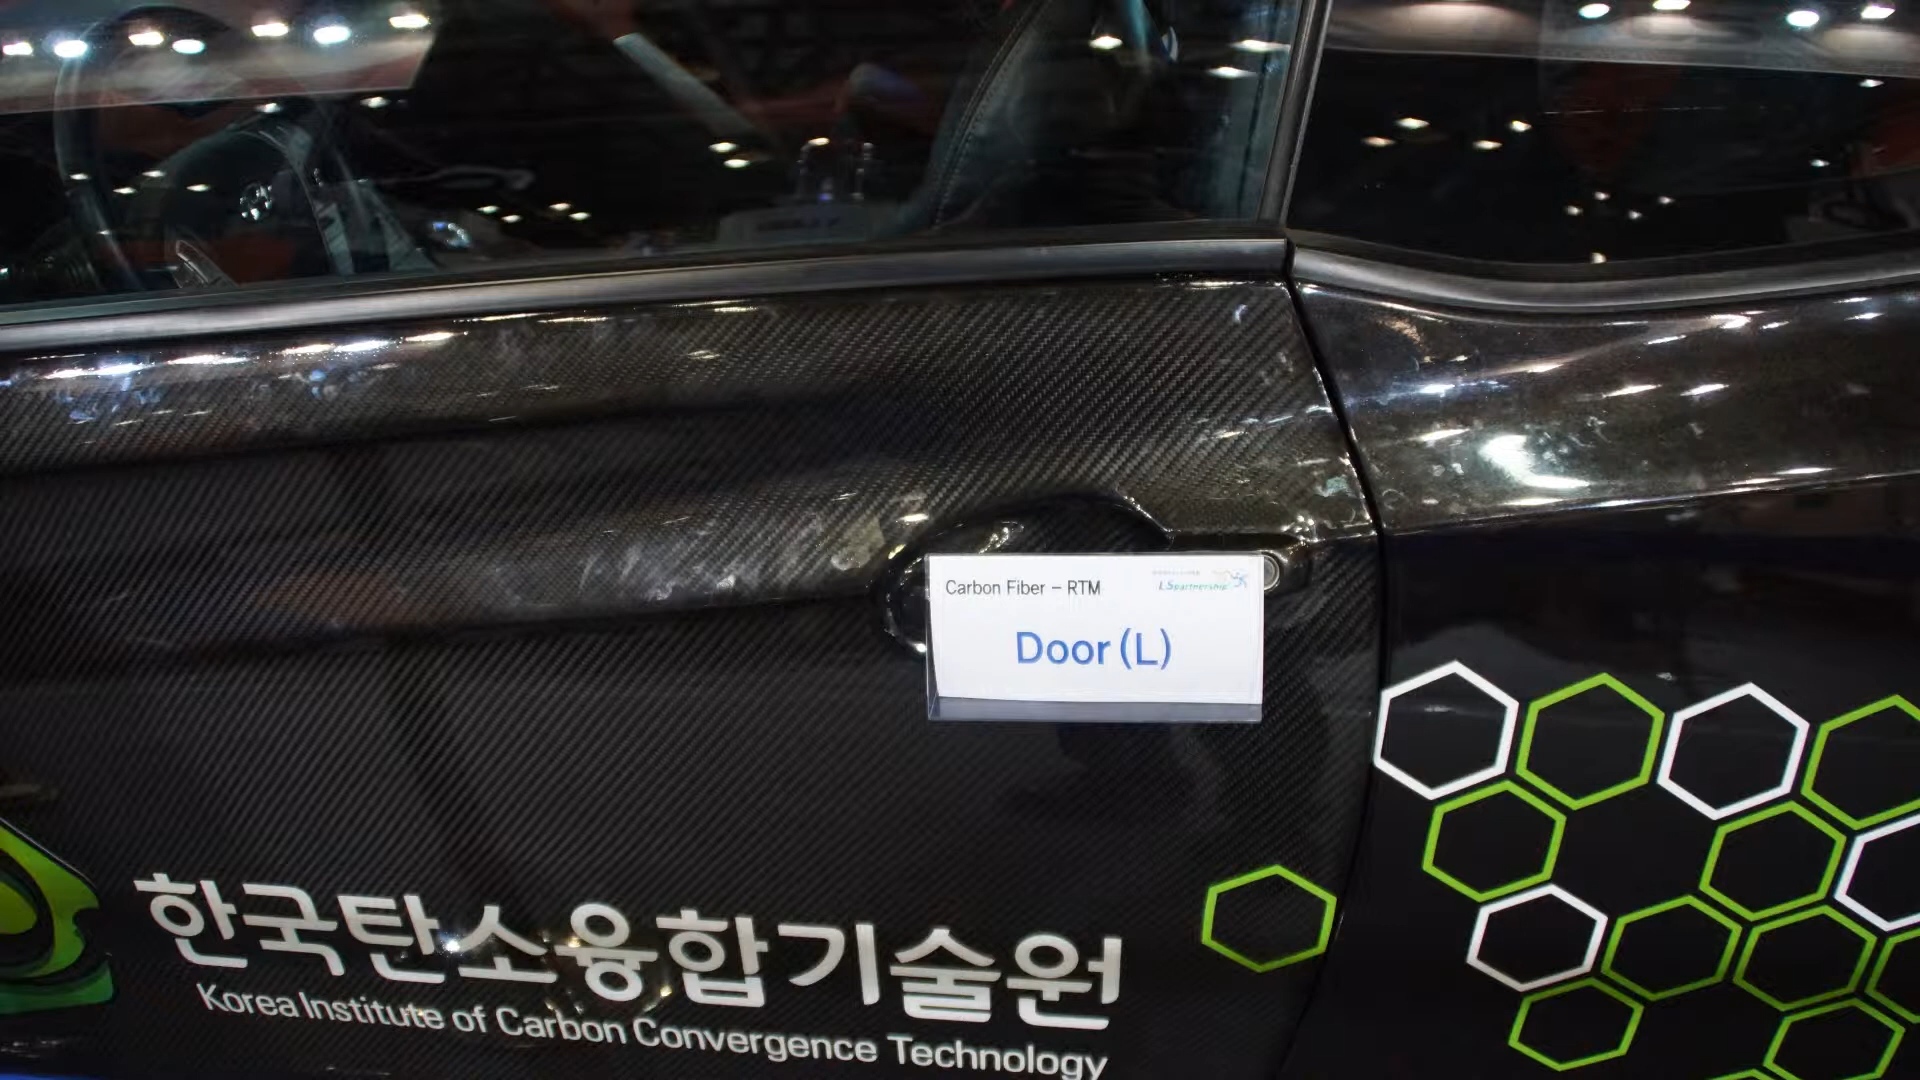 Carbon Fiber – RTM
LSpartnership
Door (L)
한국탄소융합기술원
Korea Institute of Carbon Convergence Technology